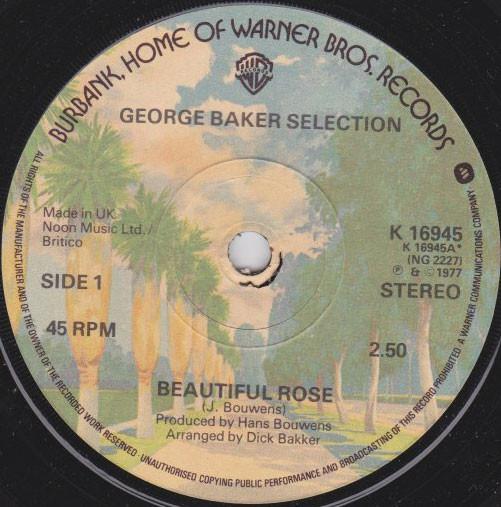 BURBANK, HOME OF WARNER BROS. RECORDS
GEORGE BAKER SELECTION
Made in UK
Noon Music Ltd./
Britico
SIDE 1
45 RPM
K 16945
K 16945A*
(NG 2227)
Ⓟ & © 1977
STEREO
2.50
BEAUTIFUL ROSE
(J. Bouwens)
Produced by Hans Bouwens
Arranged by Dick Bakker
ALL RIGHTS OF THE MANUFACTURER AND OF THE OWNER OF THE RECORDED WORK RESERVED · UNAUTHORISED COPYING PUBLIC PERFORMANCE AND BROADCASTING OF THIS RECORD PROHIBITED. A WARNER COMMUNICATIONS COMPANY